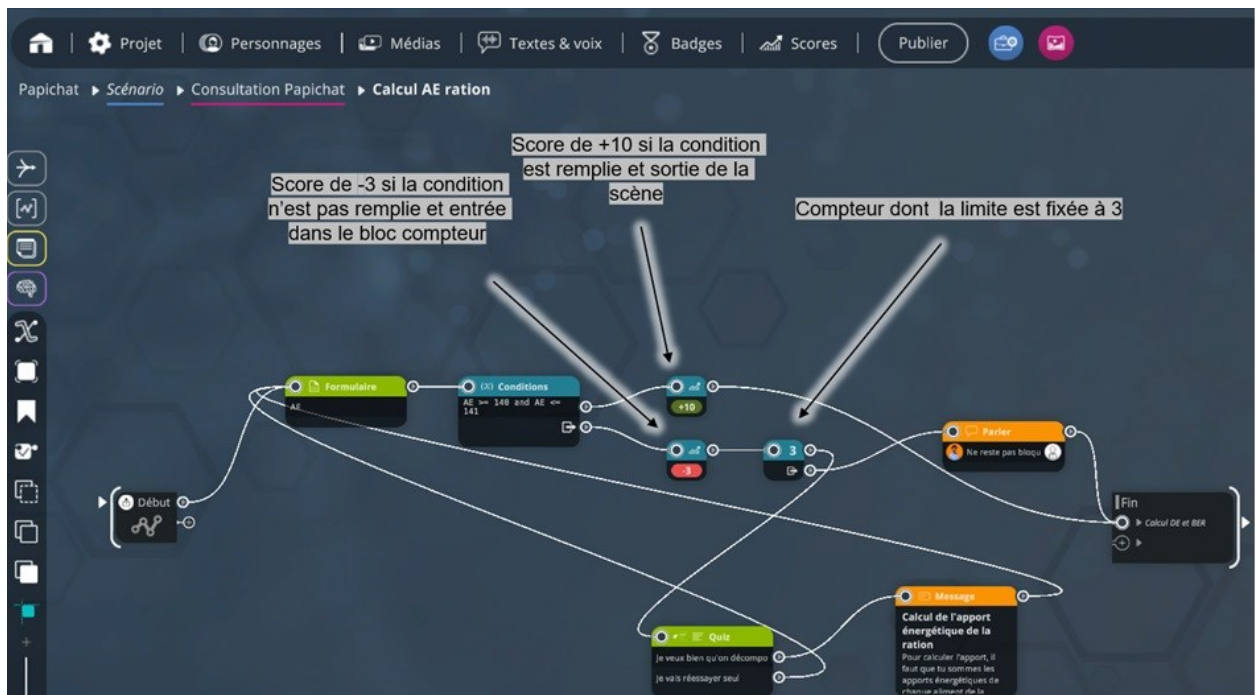 Projet | Personnages | Médias | Textes & voix | Badges | Scores | Publier
Papichat ▸ Scénario ▸ Consultation Papichat ▸ Calcul AE ration
Score de +10 si la condition
est remplie et sortie de la
scène
Score de -3 si la condition
n'est pas remplie et entrée
dans le bloc compteur
Compteur dont la limite est fixée à 3
Formulaire
AE
(x) Conditions
AE >= 140 and AE <=
141
+10
-3
3
Parler
Ne reste pas bloqu
Début
Fin
Calcul DE et BER
Quiz
Je veux bien qu'on décompo
Je vais réessayer seul
Message
Calcul de l'apport
énergétique de la
ration
Pour calculer l'apport, il
faut que tu sommes les
apports énergétiques de
chaque aliment de la